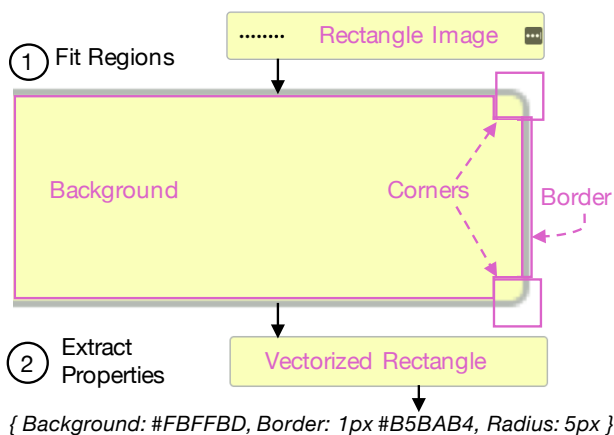 Rectangle Image
1 Fit Regions
Background
Corners
Border
2 Extract
Properties
Vectorized Rectangle
{ Background: #FBFFBD, Border: 1px #B5BAB4, Radius: 5px }